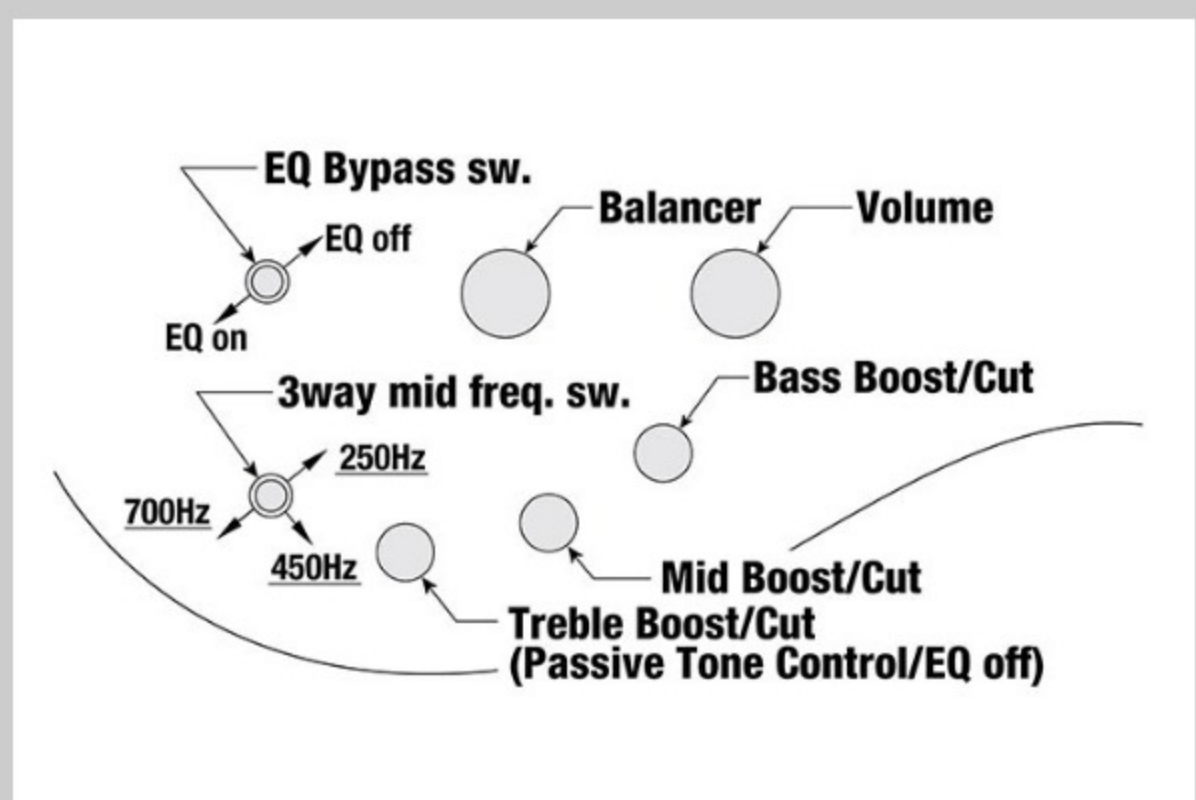 EQ Bypass sw.
Balancer
Volume
EQ off
EQ on
Bass Boost/Cut
3way mid freq. sw.
250Hz
700Hz
450Hz
Mid Boost/Cut
Treble Boost/Cut
(Passive Tone Control/EQ off)